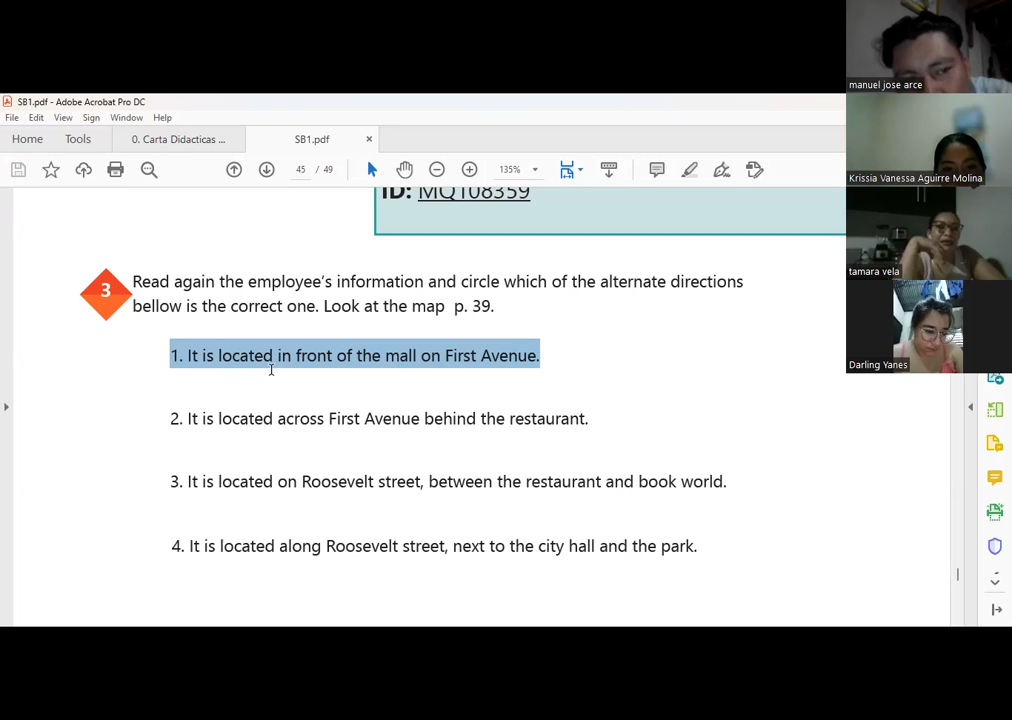 SB1.pdf - Adobe Acrobat Pro DC
File Edit View Sign Window Help
Home Tools 0. Carta Didacticas ... SB1.pdf ×
45 / 49 135%
ID: MQ108359
3
Read again the employee's information and circle which of the alternate directions
bellow is the correct one. Look at the map p. 39.
1. It is located in front of the mall on First Avenue.
2. It is located across First Avenue behind the restaurant.
3. It is located on Roosevelt street, between the restaurant and book world.
4. It is located along Roosevelt street, next to the city hall and the park.
manuel jose arce
Krissia Vanessa Aguirre Molina
tamara vela
Darling Yanes